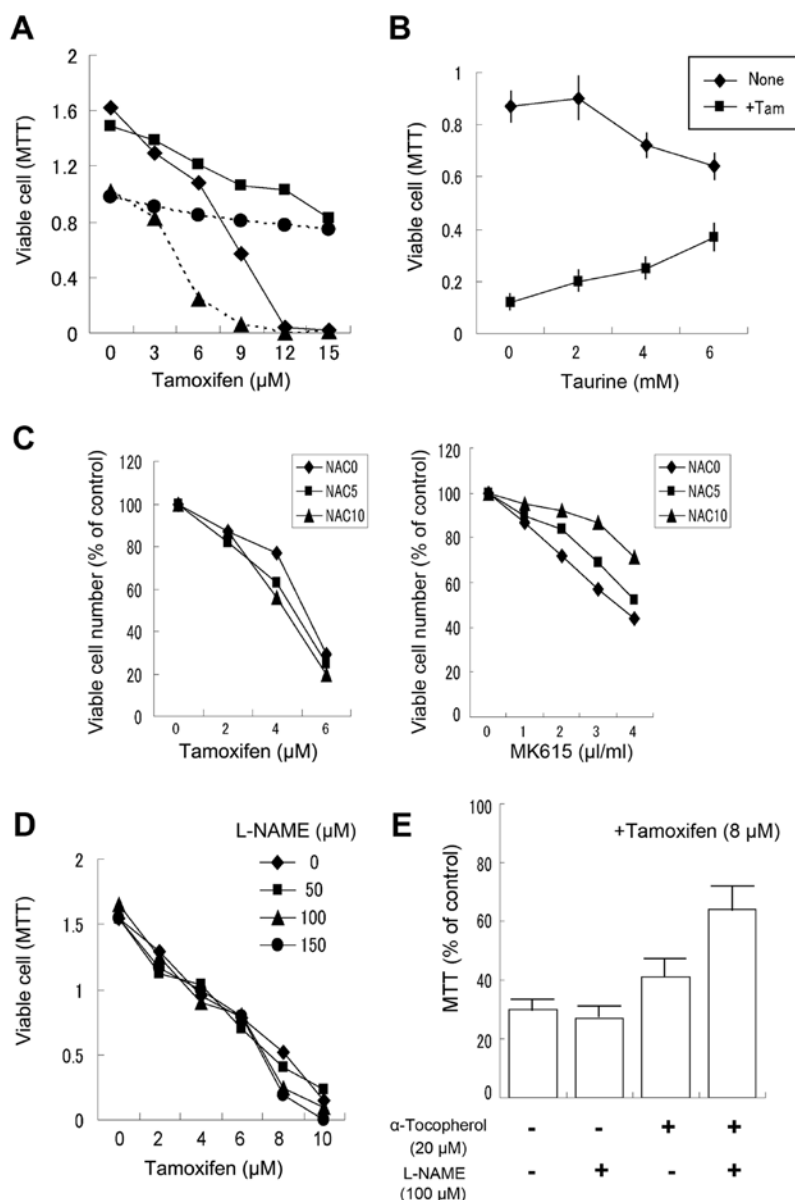 A
2
1.6
1.2
0.8
0.4
0
Viable cell (MTT)
0 3 6 9 12 15
Tamoxifen (µM)
B
1
0.8
0.6
0.4
0.2
0
Viable cell (MTT)
None
+Tam
0 2 4 6
Taurine (mM)
C
120
100
80
60
40
20
0
Viable cell number (% of control)
NAC0
NAC5
NAC10
0 2 4 6
Tamoxifen (µM)
120
100
80
60
40
20
0
Viable cell number (% of control)
NAC0
NAC5
NAC10
0 1 2 3 4
MK615 (µl/ml)
D
L-NAME (µM)
0
50
100
150
2
1.5
1
0.5
0
Viable cell (MTT)
0 2 4 6 8 10
Tamoxifen (µM)
E
+Tamoxifen (8 µM)
100
80
60
40
20
0
MTT (% of control)
α-Tocopherol - - + +
(20 µM)
L-NAME - + - +
(100 µM)